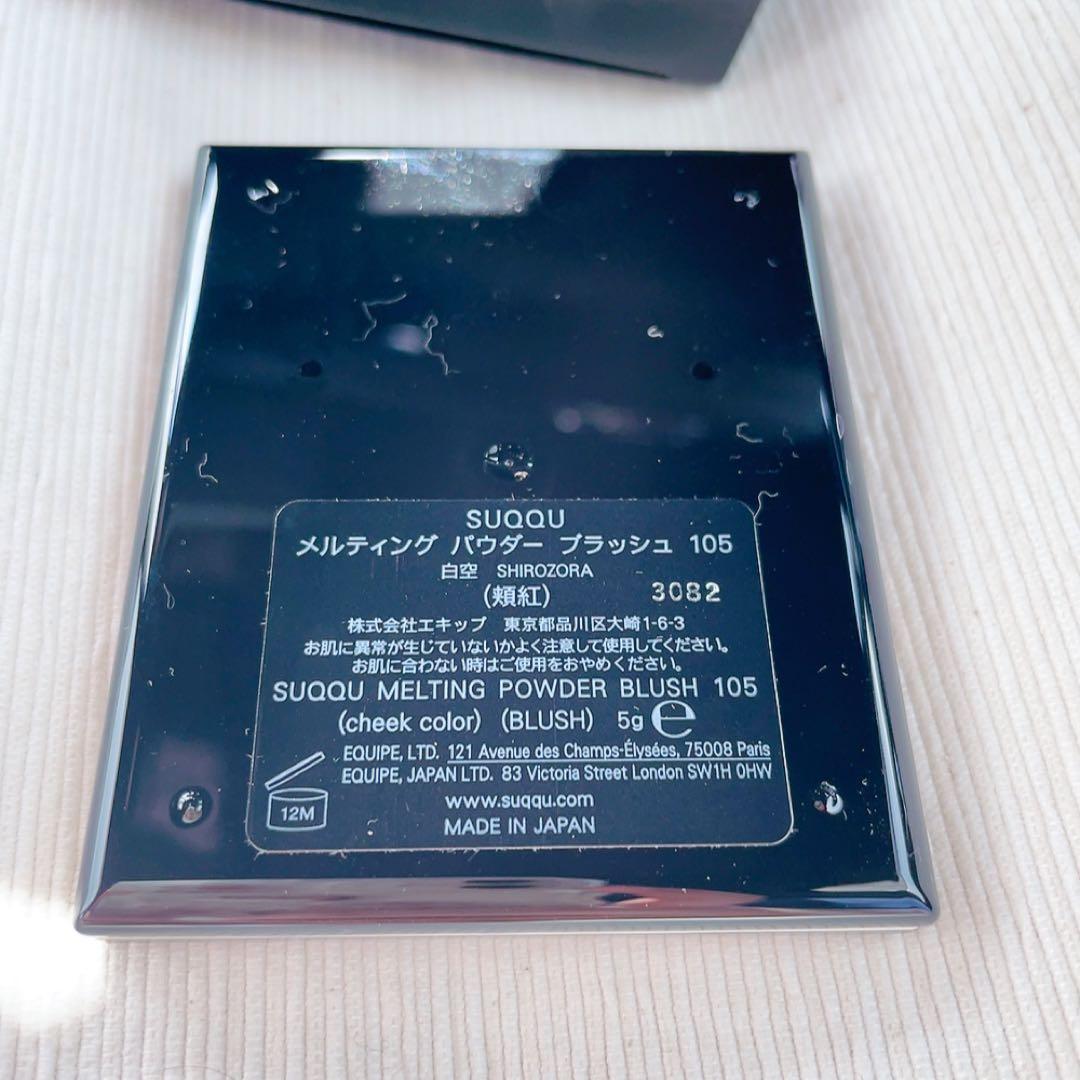 SUQQU
メルティング パウダー ブラッシュ 105
白空 SHIROZORA
(頬紅) 3082
株式会社エキップ 東京都品川区大崎1-6-3
お肌に異常が生じていないかよく注意して使用してください。
お肌に合わない時はご使用をおやめください。
SUQQU MELTING POWDER BLUSH 105
(cheek color) (BLUSH) 5g ℮
EQUIPE, LTD. 121 Avenue des Champs-Élysées, 75008 Paris
EQUIPE, JAPAN LTD. 83 Victoria Street London SW1H 0HW
12M
www.suqqu.com
MADE IN JAPAN